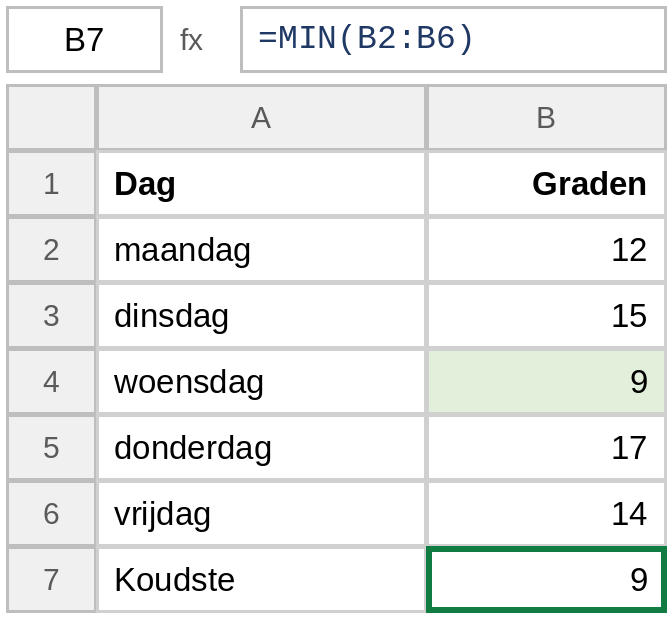 B7 fx =MIN(B2:B6)
A B
1 Dag Graden
2 maandag 12
3 dinsdag 15
4 woensdag 9
5 donderdag 17
6 vrijdag 14
7 Koudste 9